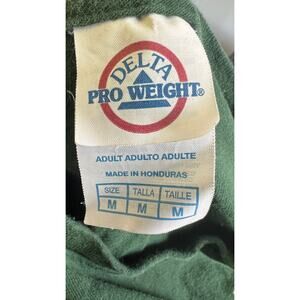 DELTA
PRO WEIGHT®
ADULT ADULTO ADULTE
MADE IN HONDURAS
SIZE TALLA TAILLE
M M M